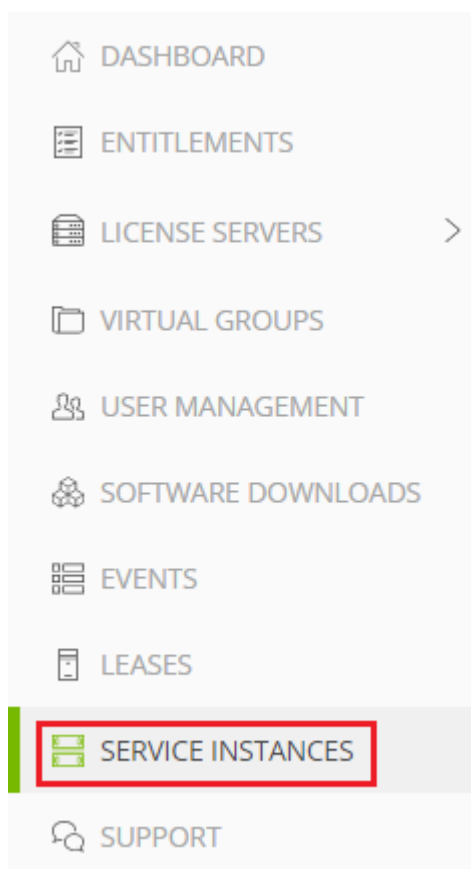 DASHBOARD
ENTITLEMENTS
LICENSE SERVERS
VIRTUAL GROUPS
USER MANAGEMENT
SOFTWARE DOWNLOADS
EVENTS
LEASES
SERVICE INSTANCES
SUPPORT